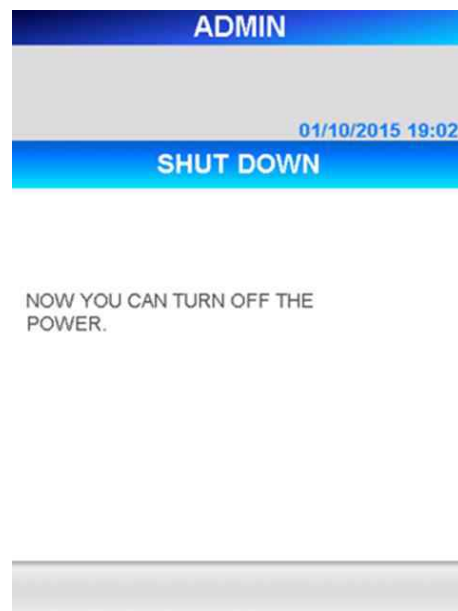 ADMIN
01/10/2015 19:02
SHUT DOWN
NOW YOU CAN TURN OFF THE
POWER.